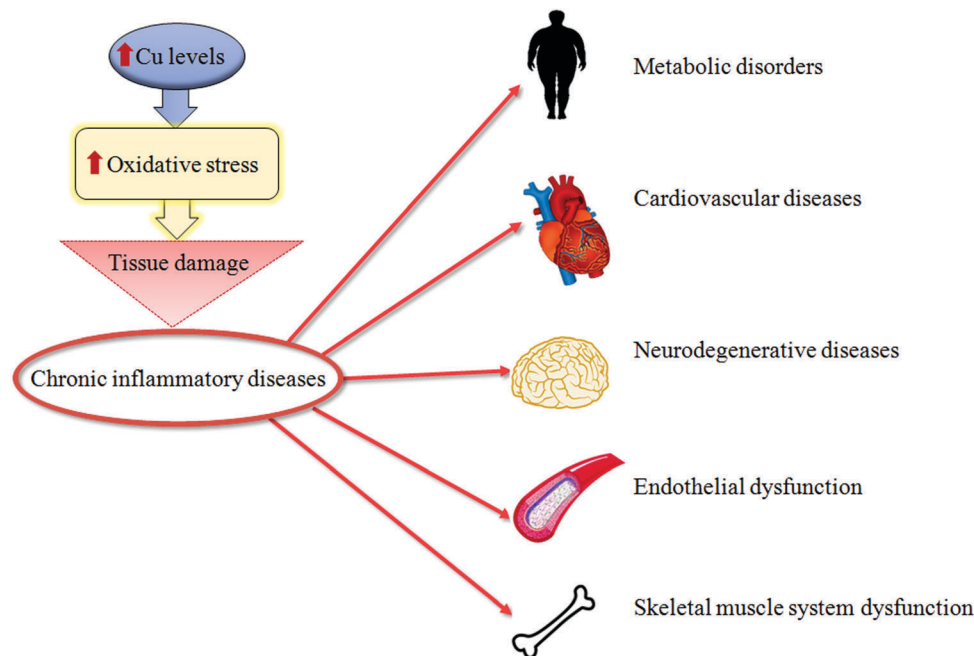 Cu levels
Oxidative stress
Tissue damage
Chronic inflammatory diseases
Metabolic disorders
Cardiovascular diseases
Neurodegenerative diseases
Endothelial dysfunction
Skeletal muscle system dysfunction